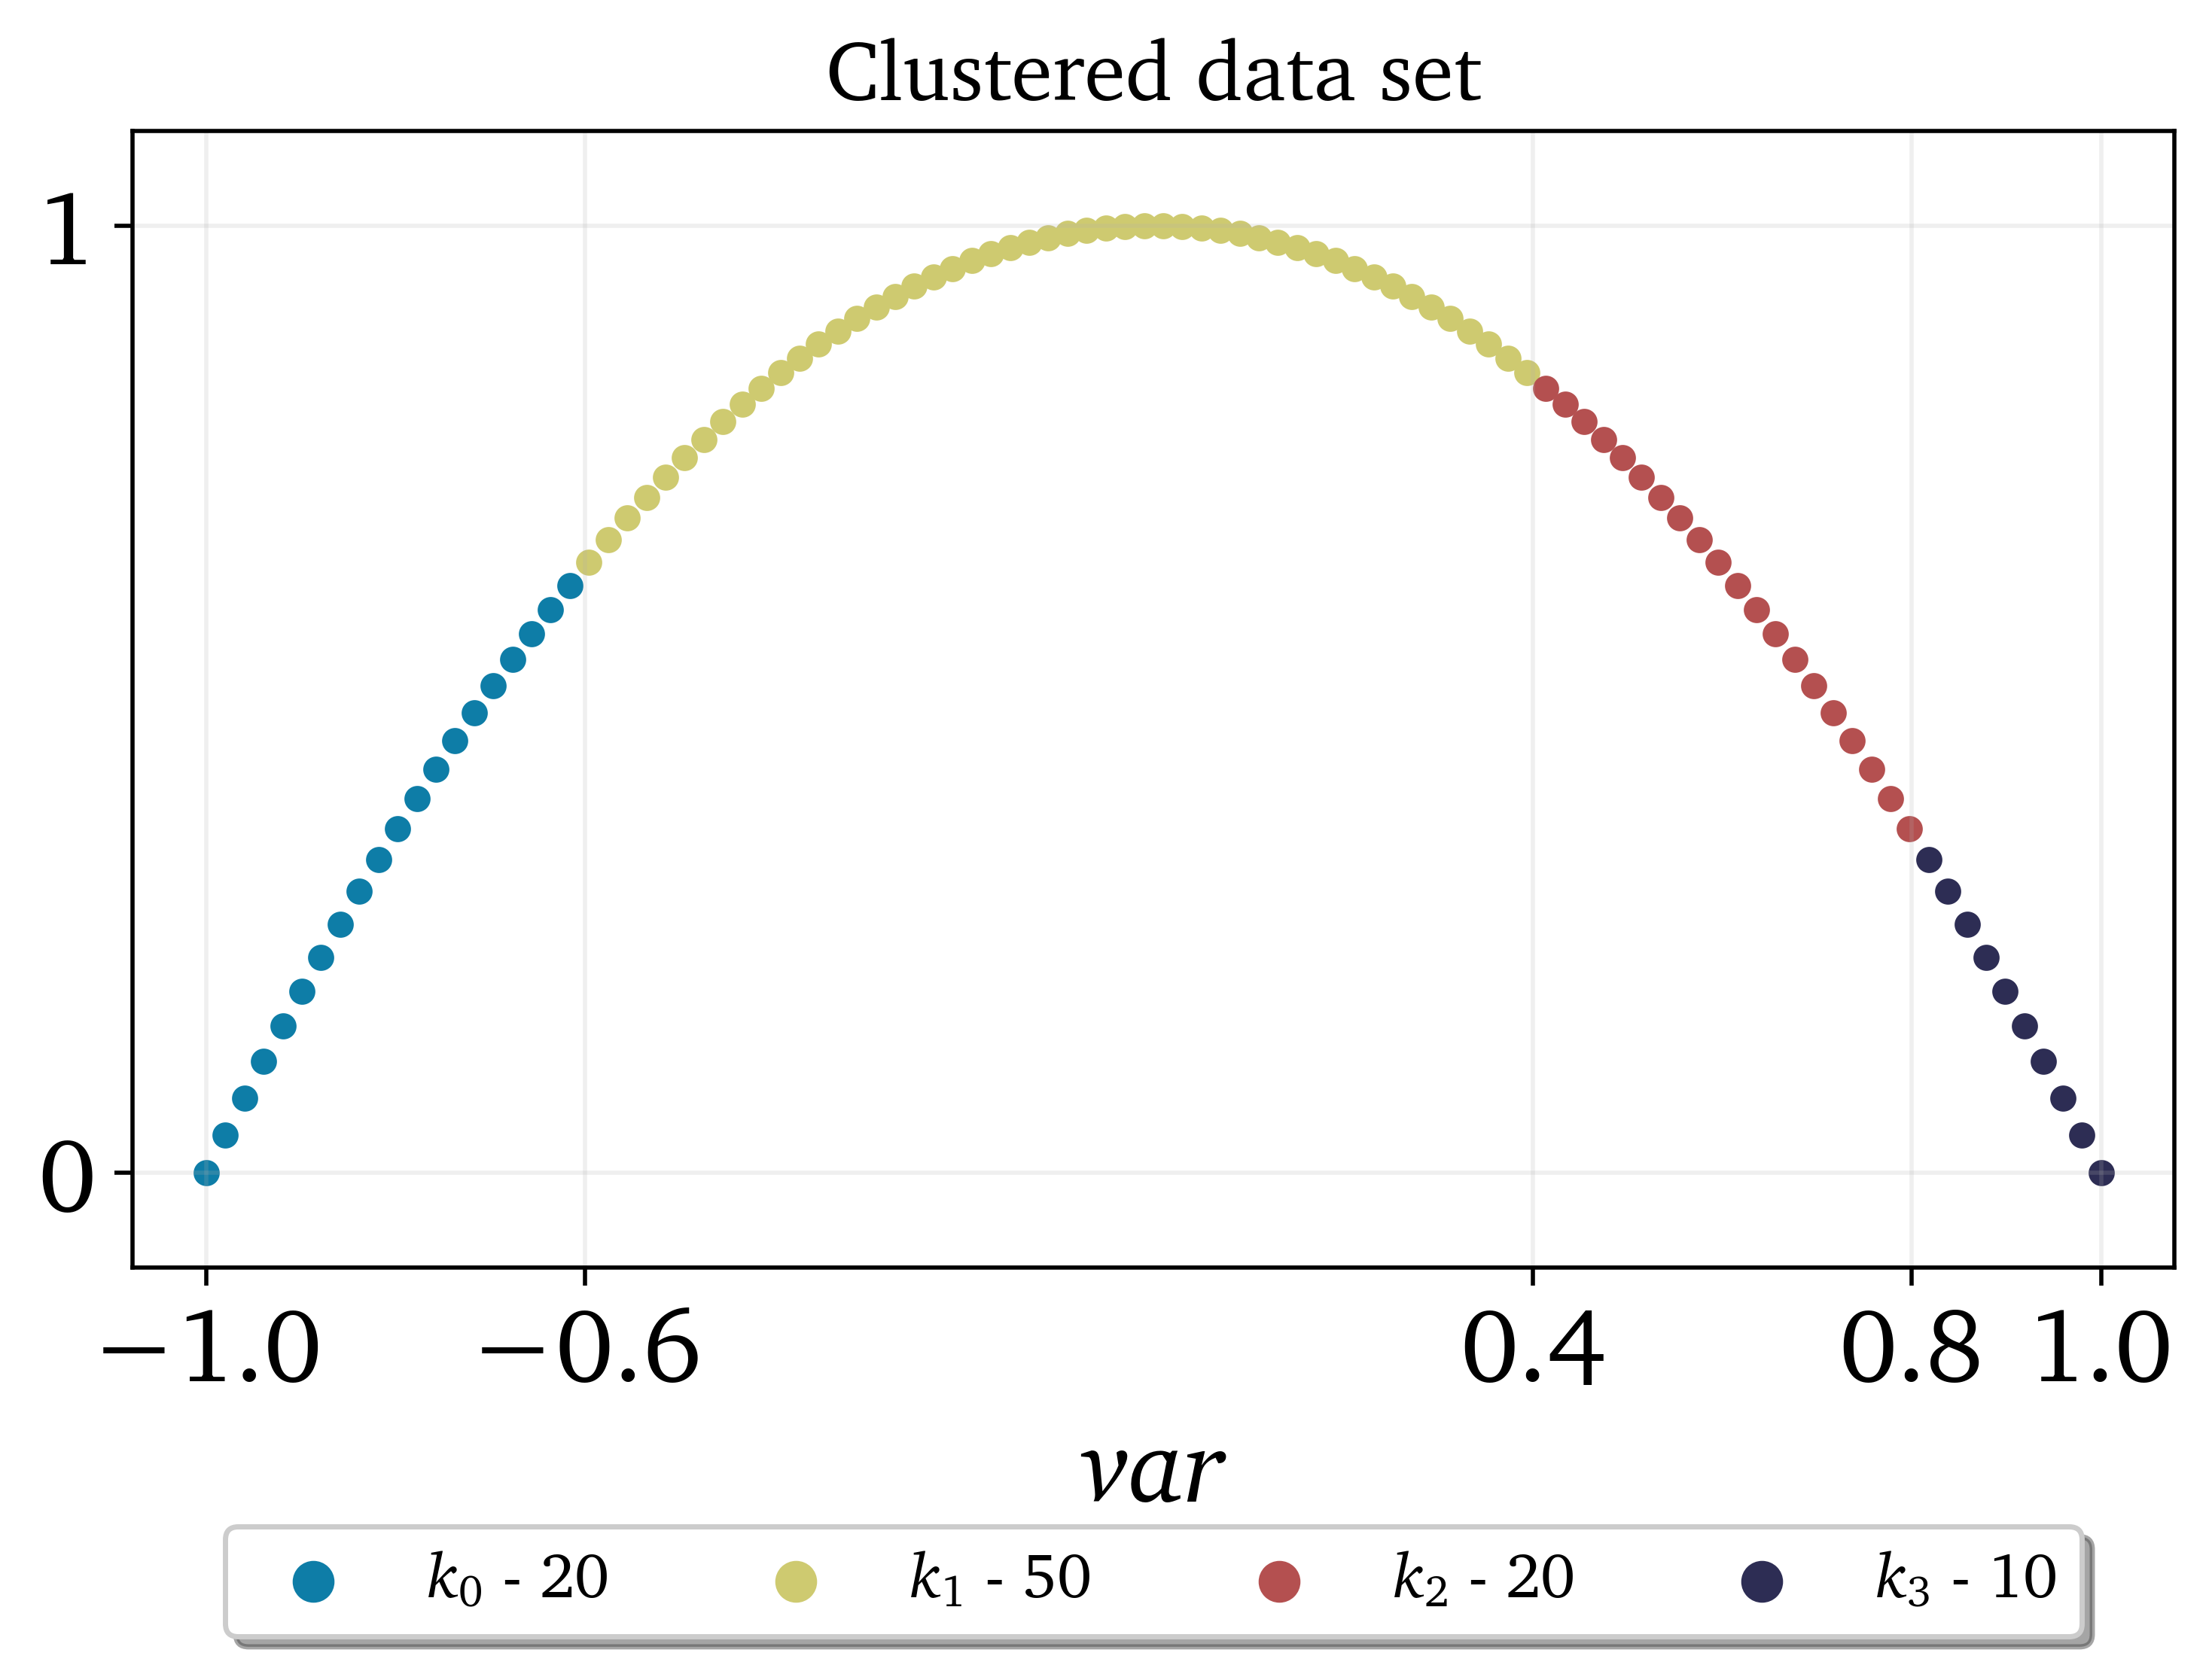 Clustered data set
1
0
−1.0 −0.6 0.4 0.8 1.0
var
k₀ - 20 k₁ - 50 k₂ - 20 k₃ - 10